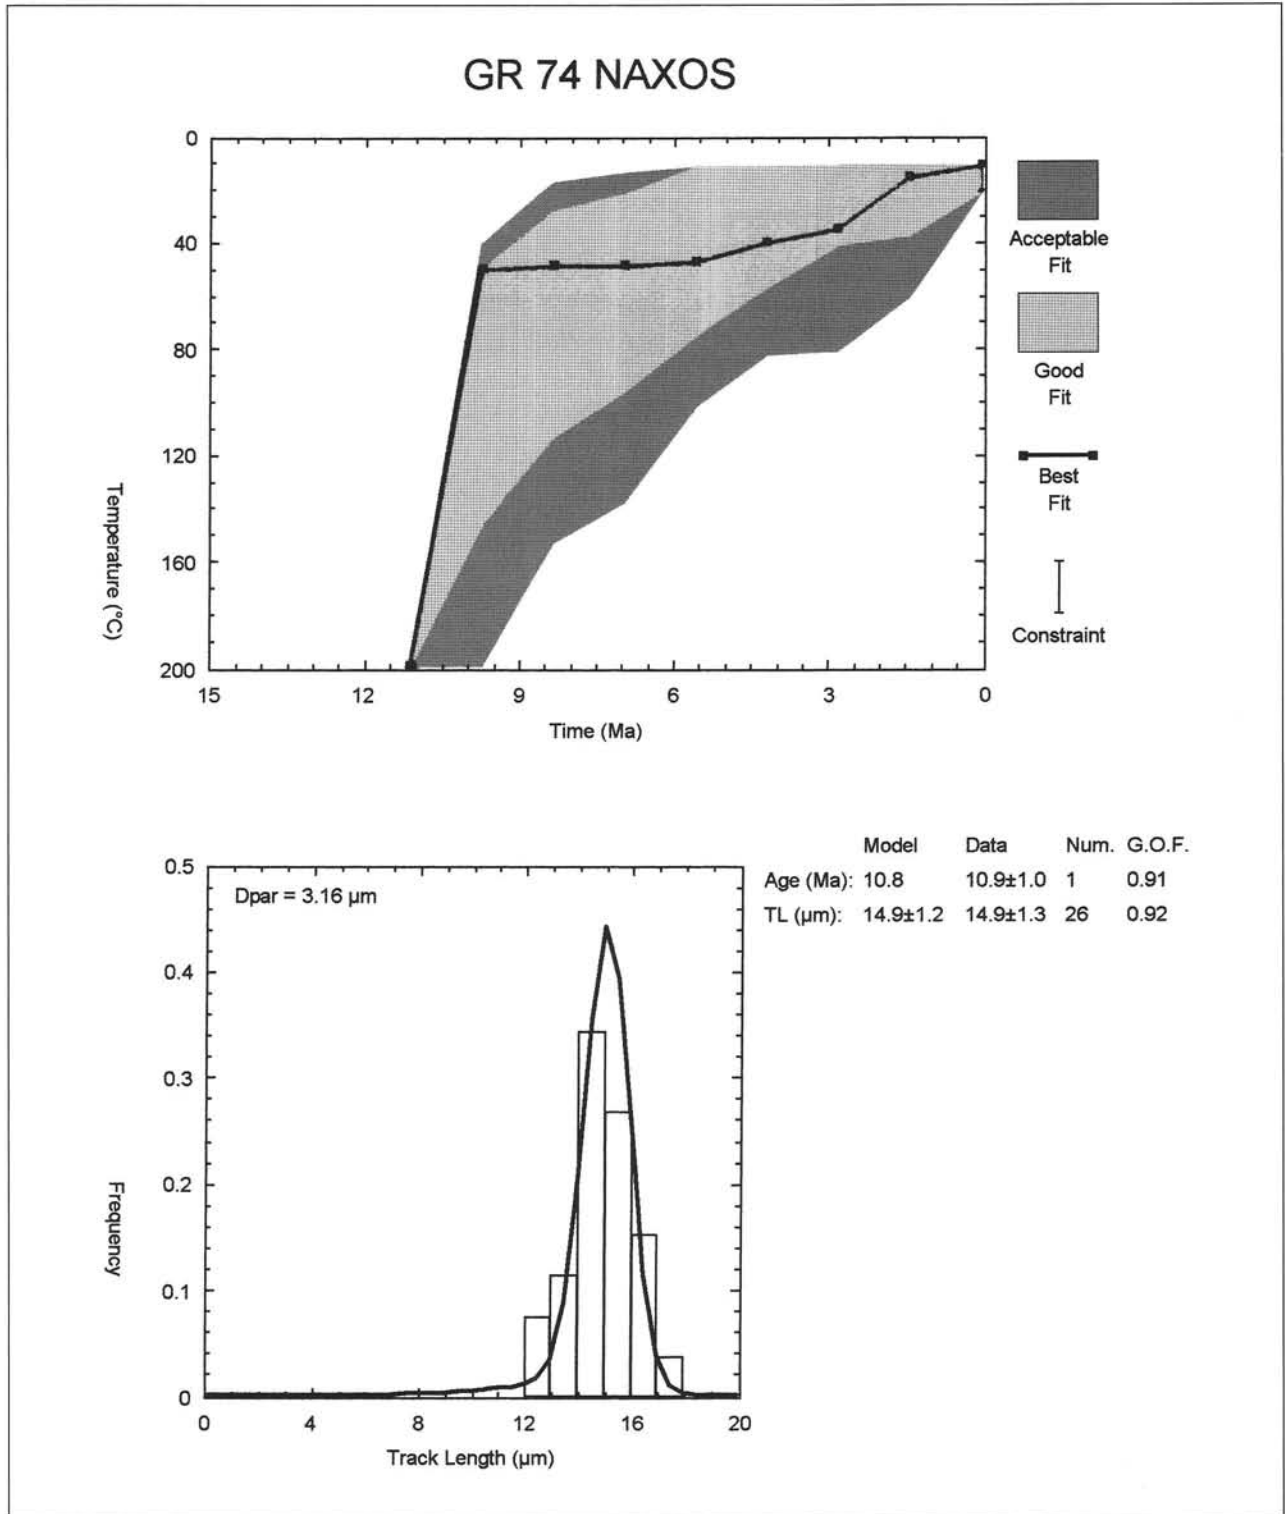 GR 74 NAXOS
0
40
80
120
160
200
Temperature (°C)
15 12 9 6 3 0
Time (Ma)
Acceptable
Fit
Good
Fit
Best
Fit
Constraint
Model Data Num. G.O.F.
Age (Ma): 10.8 10.9±1.0 1 0.91
TL (µm): 14.9±1.2 14.9±1.3 26 0.92
Dpar = 3.16 µm
0.5
0.4
0.3
0.2
0.1
0
Frequency
0 4 8 12 16 20
Track Length (µm)